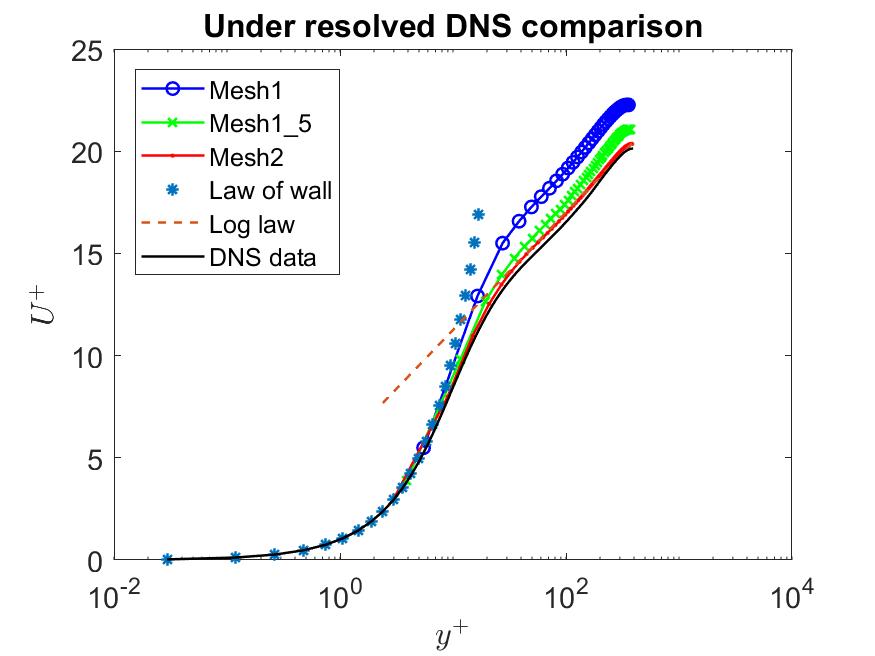 Under resolved DNS comparison
25
20
15
10
5
0
U⁺
Mesh1
Mesh1_5
Mesh2
Law of wall
Log law
DNS data
10⁻² 10⁰ 10² 10⁴
y⁺